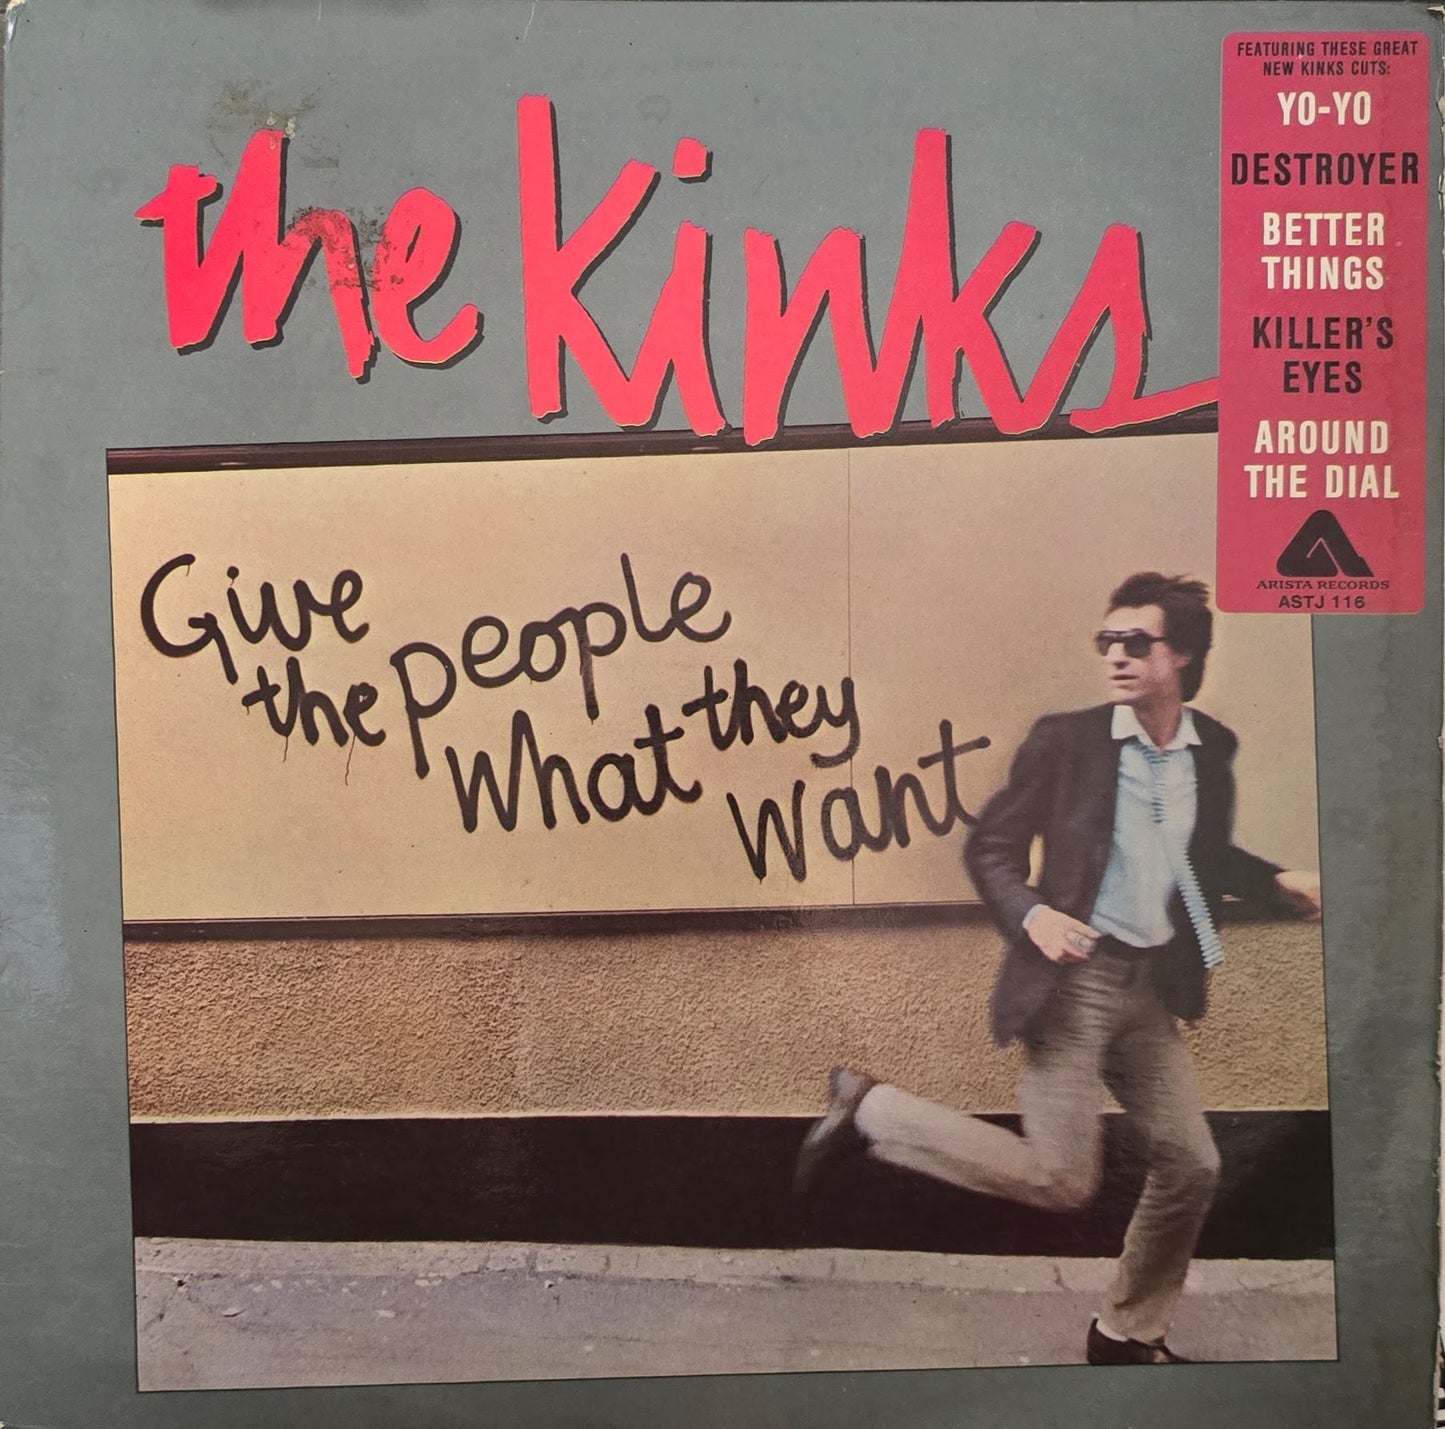 the Kinks
FEATURING THESE GREAT
NEW KINKS CUTS:
YO-YO
DESTROYER
BETTER
THINGS
KILLER'S
EYES
AROUND
THE DIAL
ARISTA RECORDS
ASTJ 116
Give
the people
What they
want